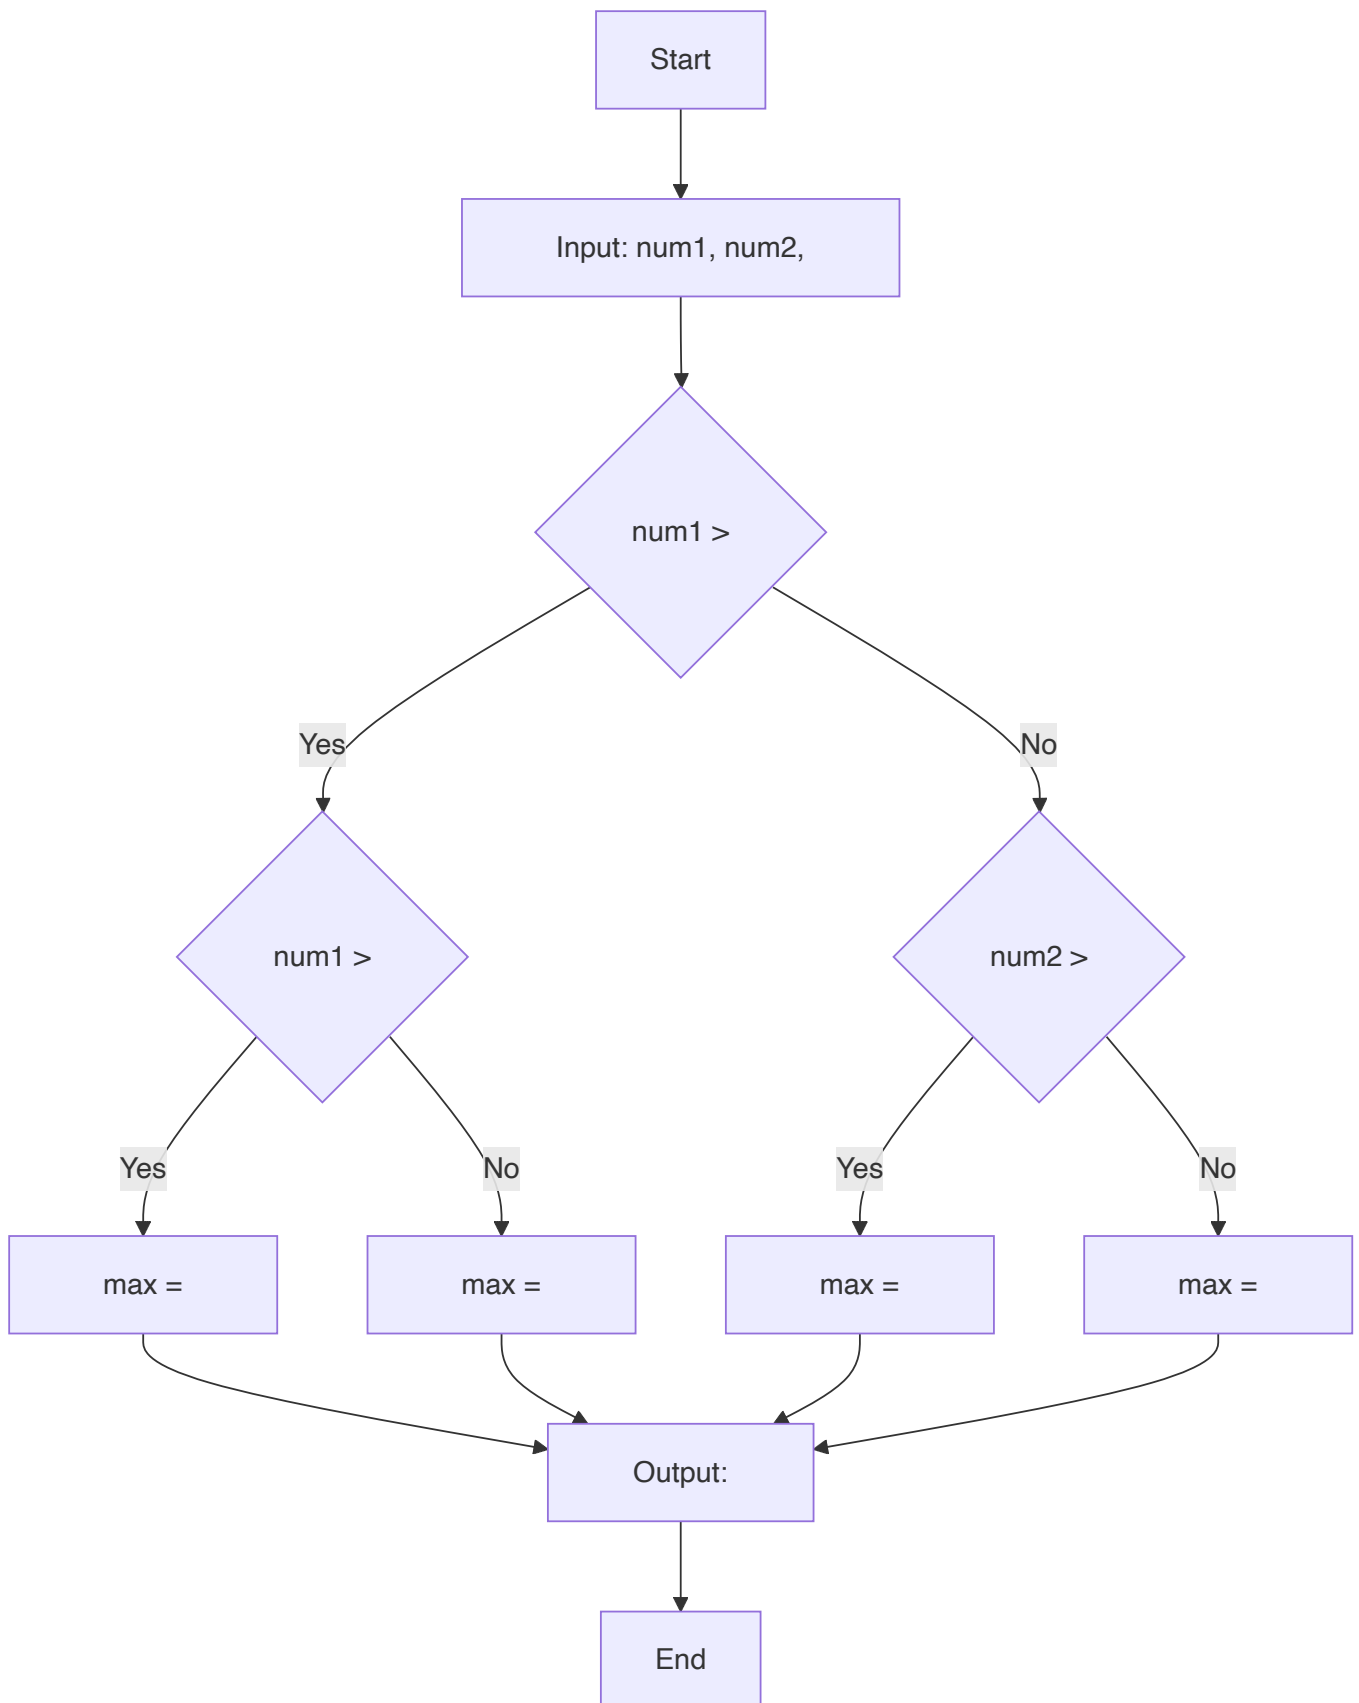 Start
Input: num1, num2,
num1 >
Yes
No
num1 >
num2 >
Yes
No
Yes
No
max =
max =
max =
max =
Output:
End